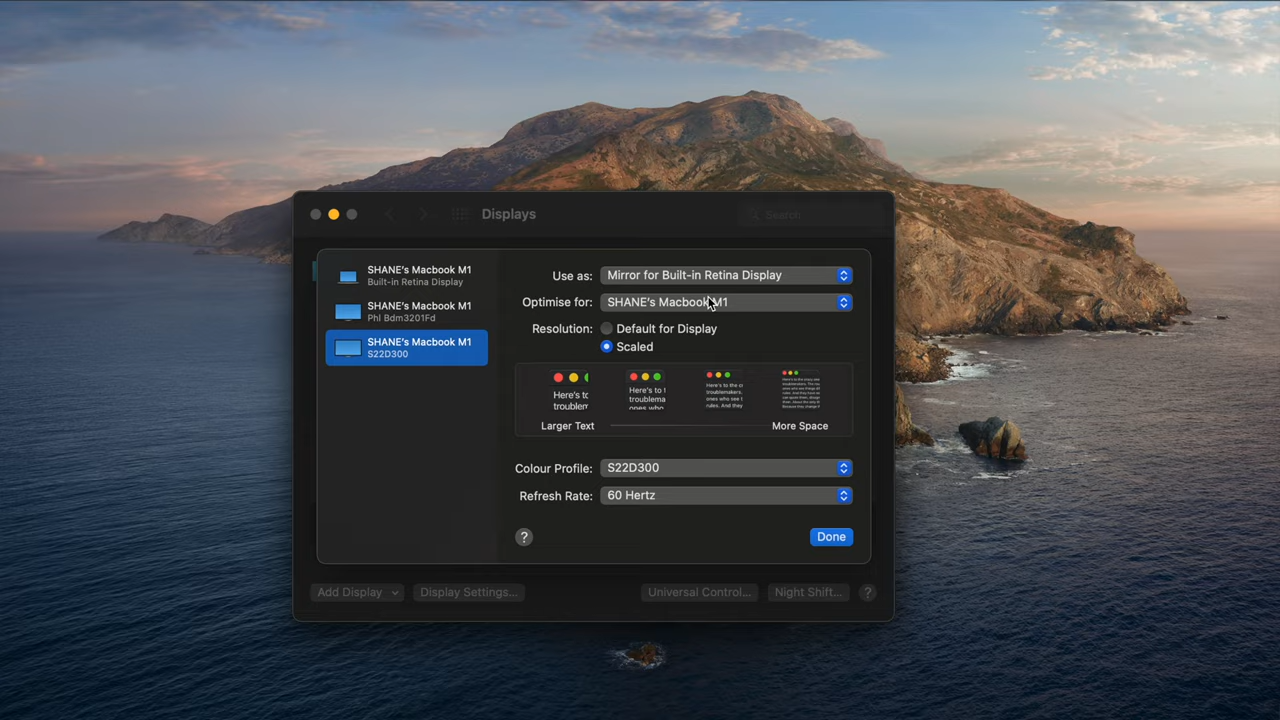 Displays
Search
SHANE's Macbook M1
Built-in Retina Display
SHANE's Macbook M1
Phl Bdm3201Fd
SHANE's Macbook M1
S22D300
Use as: Mirror for Built-in Retina Display
Optimise for: SHANE's Macbook M1
Resolution: Default for Display
Scaled
Larger Text
More Space
Colour Profile: S22D300
Refresh Rate: 60 Hertz
?
Done
Add Display
Display Settings...
Universal Control...
Night Shift...
?